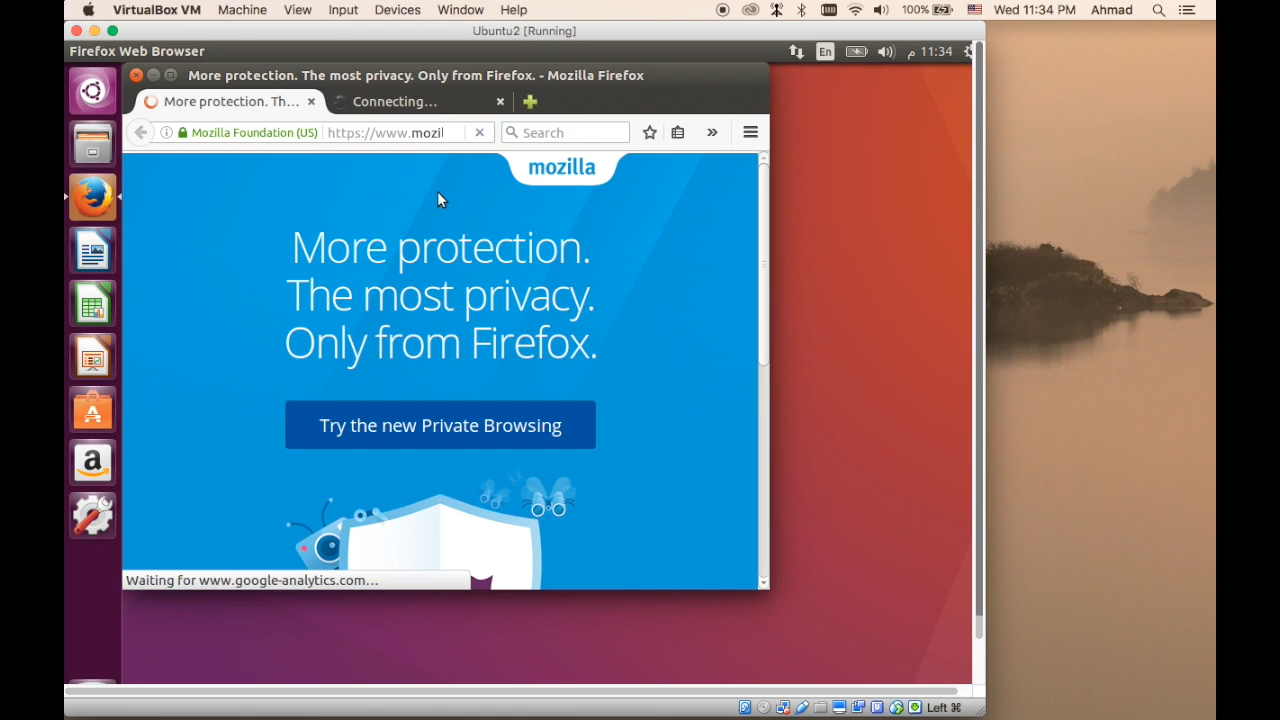 VirtualBox VM Machine View Input Devices Window Help 100% Wed 11:34 PM Ahmad
Ubuntu2 [Running]
Firefox Web Browser En م 11:34
More protection. The most privacy. Only from Firefox. - Mozilla Firefox
More protection. Th... Connecting...
Mozilla Foundation (US) https://www.mozil Search
mozilla
More protection.
The most privacy.
Only from Firefox.
Try the new Private Browsing
a
Waiting for www.google-analytics.com...
Left ⌘